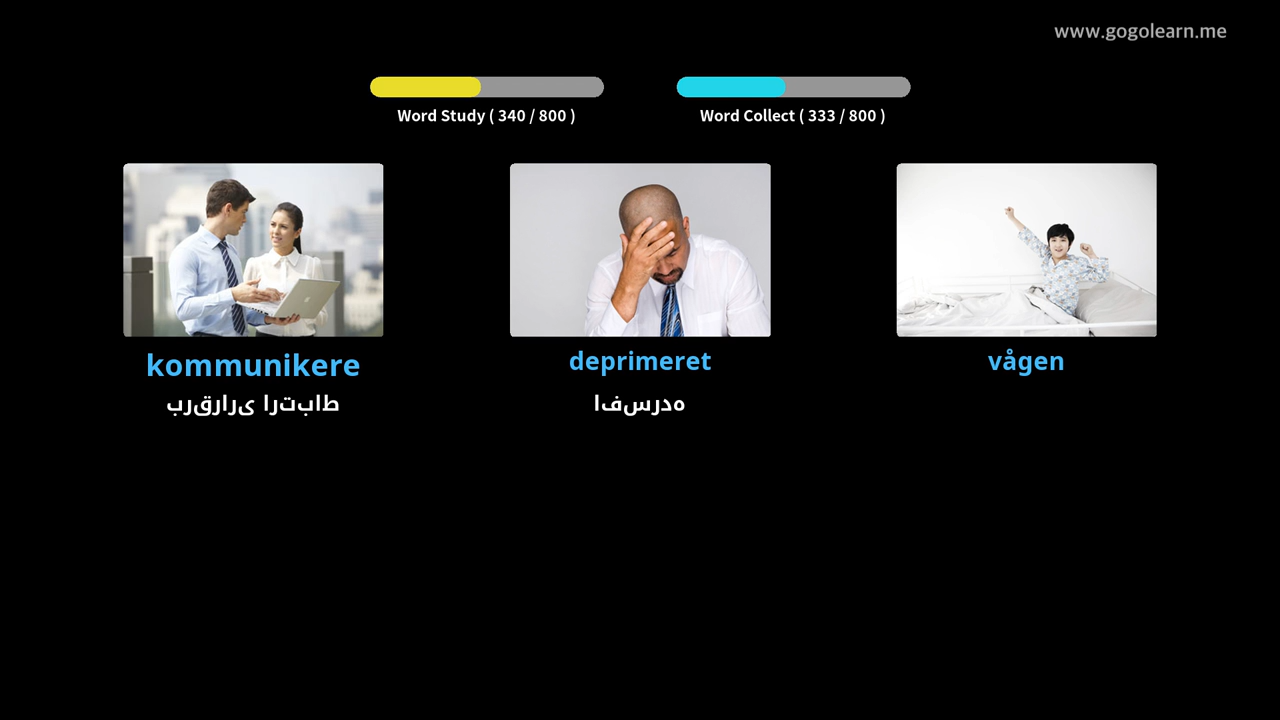 www.gogolearn.me
Word Study ( 340 / 800 )
Word Collect ( 333 / 800 )
kommunikere
deprimeret
vågen
برقراری ارتباط
افسرده